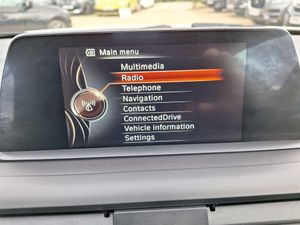 Main menu
Multimedia
Radio
Telephone
Navigation
Contacts
ConnectedDrive
Vehicle information
Settings